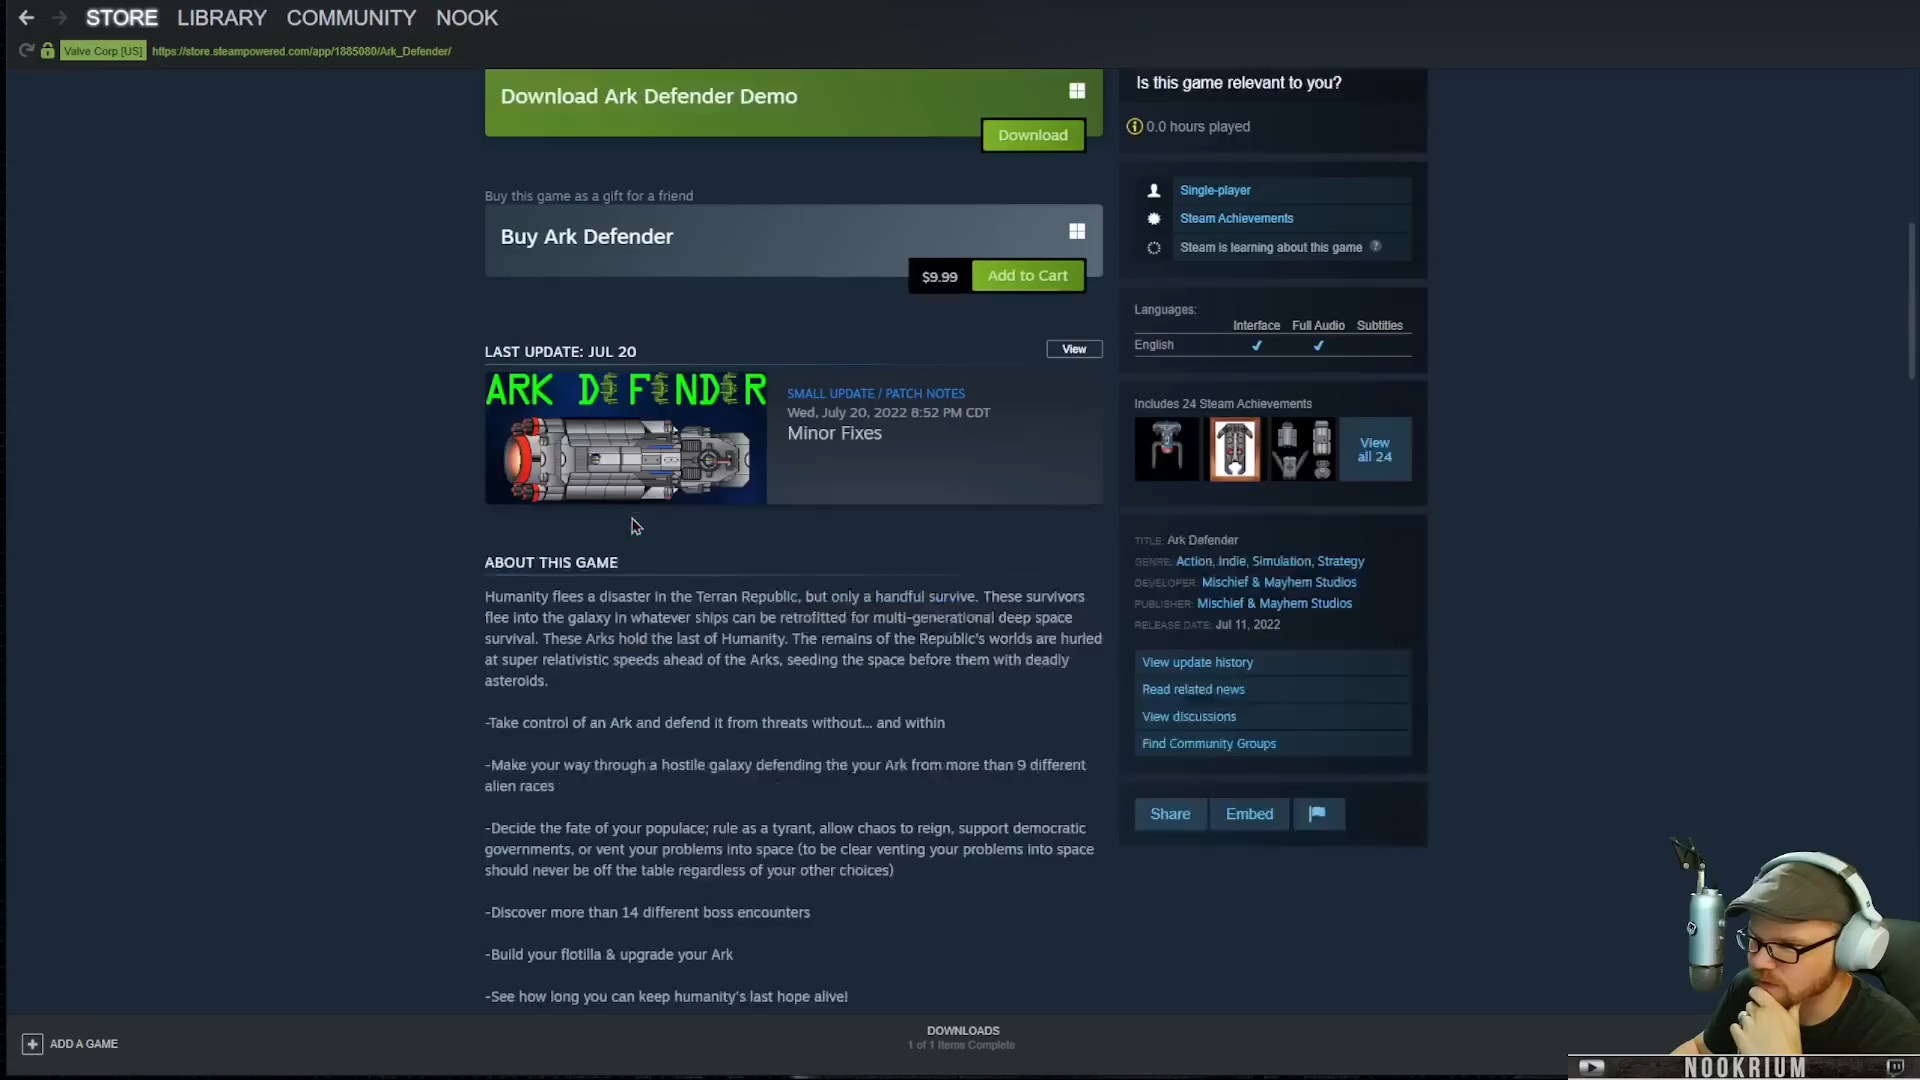 STORE LIBRARY COMMUNITY NOOK
Valve Corp [US] https://store.steampowered.com/app/1885080/Ark_Defender/
Download Ark Defender Demo
Download
Buy this game as a gift for a friend
Buy Ark Defender
$9.99 Add to Cart
LAST UPDATE: JUL 20
View
ARK DEFENDER
SMALL UPDATE / PATCH NOTES
Wed, July 20, 2022 8:52 PM CDT
Minor Fixes
ABOUT THIS GAME
Humanity flees a disaster in the Terran Republic, but only a handful survive. These survivors
flee into the galaxy in whatever ships can be retrofitted for multi-generational deep space
survival. These Arks hold the last of Humanity. The remains of the Republic's worlds are hurled
at super relativistic speeds ahead of the Arks, seeding the space before them with deadly
asteroids.
-Take control of an Ark and defend it from threats without... and within
-Make your way through a hostile galaxy defending the your Ark from more than 9 different
alien races
-Decide the fate of your populace; rule as a tyrant, allow chaos to reign, support democratic
governments, or vent your problems into space (to be clear venting your problems into space
should never be off the table regardless of your other choices)
-Discover more than 14 different boss encounters
-Build your flotilla & upgrade your Ark
-See how long you can keep humanity's last hope alive!
Is this game relevant to you?
0.0 hours played
Single-player
Steam Achievements
Steam is learning about this game ?
Languages:
Interface Full Audio Subtitles
English ✔ ✔
Includes 24 Steam Achievements
View
all 24
TITLE: Ark Defender
GENRE: Action, Indie, Simulation, Strategy
DEVELOPER: Mischief & Mayhem Studios
PUBLISHER: Mischief & Mayhem Studios
RELEASE DATE: Jul 11, 2022
View update history
Read related news
View discussions
Find Community Groups
Share Embed
ADD A GAME
DOWNLOADS
1 of 1 Items Complete
NOOKRIUM